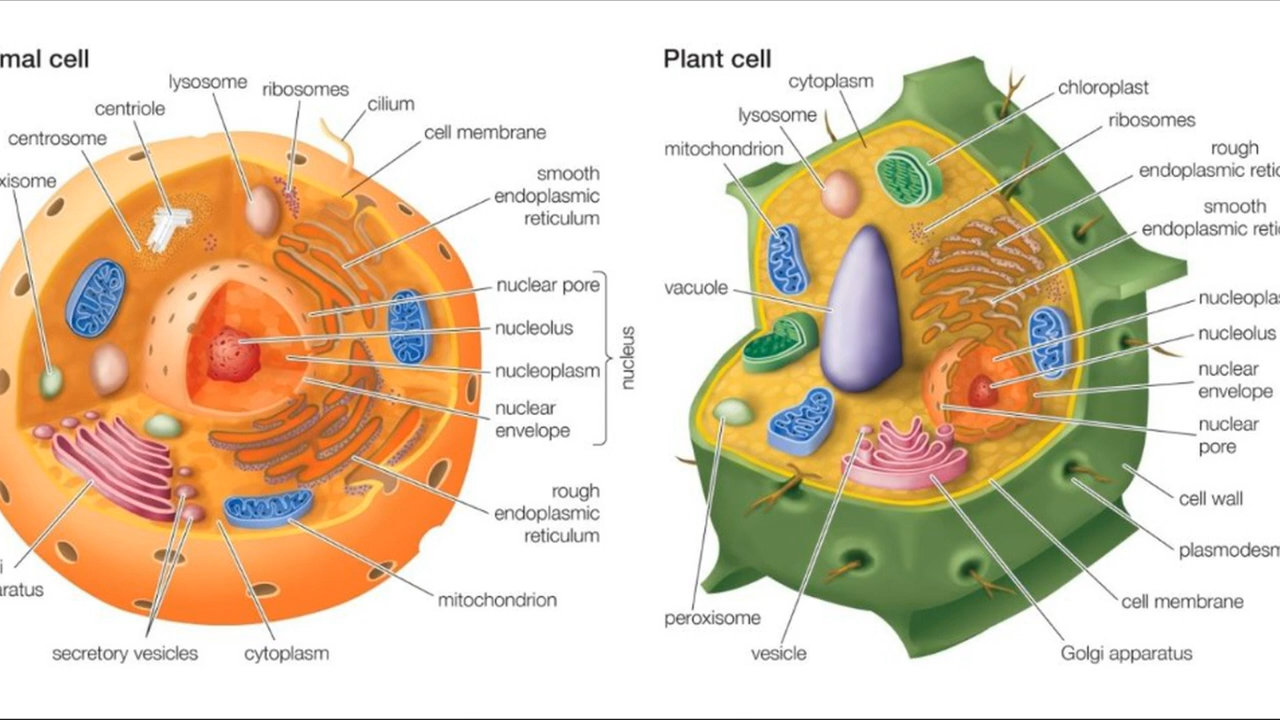 mal cell
lysosome
ribosomes
cilium
centriole
cell membrane
centrosome
smooth
endoplasmic
reticulum
xisome
nuclear pore
nucleolus
nucleoplasm
nuclear
envelope
nucleus
rough
endoplasmic
reticulum
i
aratus
mitochondrion
secretory vesicles
cytoplasm
Plant cell
cytoplasm
chloroplast
lysosome
ribosomes
mitochondrion
rough
endoplasmic retic
smooth
endoplasmic retic
vacuole
nucleoplas
nucleolus
nuclear
envelope
nuclear
pore
cell wall
plasmodesm
cell membrane
peroxisome
vesicle
Golgi apparatus